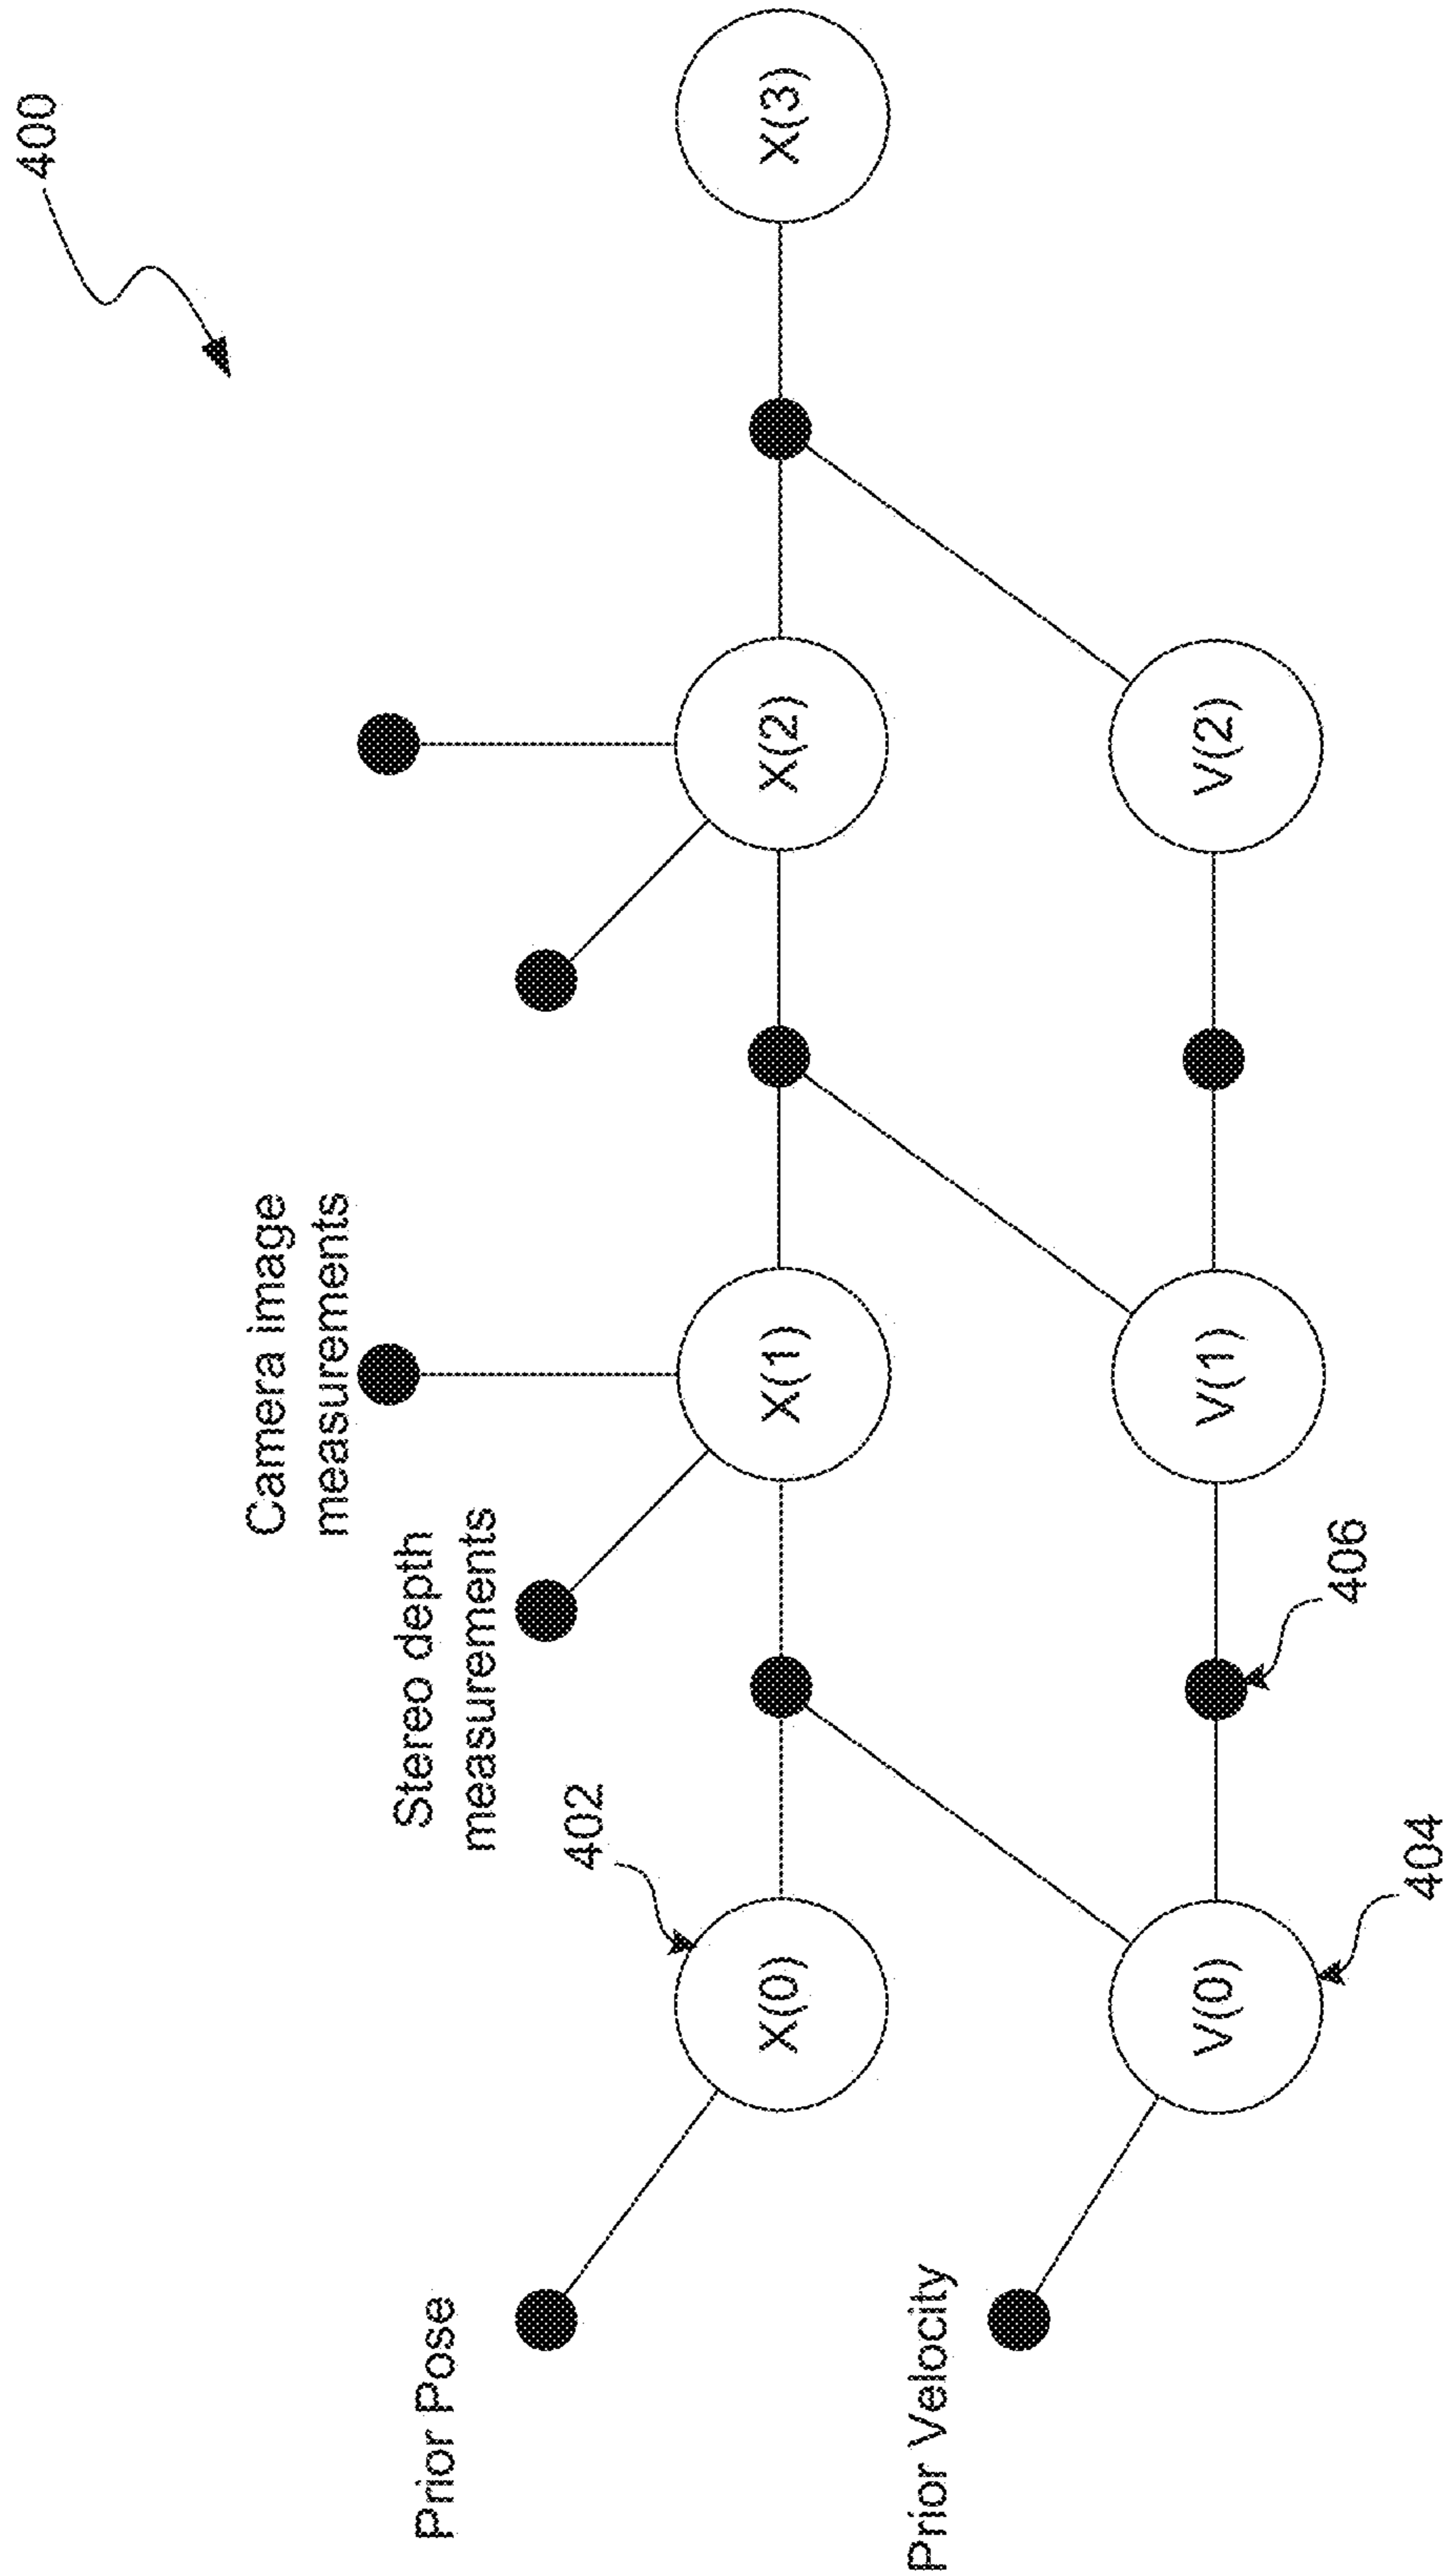 400
Camera image
measurements
Stereo depth
measurements
402
Prior Pose
X(0)
X(1)
X(2)
X(3)
Prior Velocity
V(0)
V(1)
V(2)
404
406